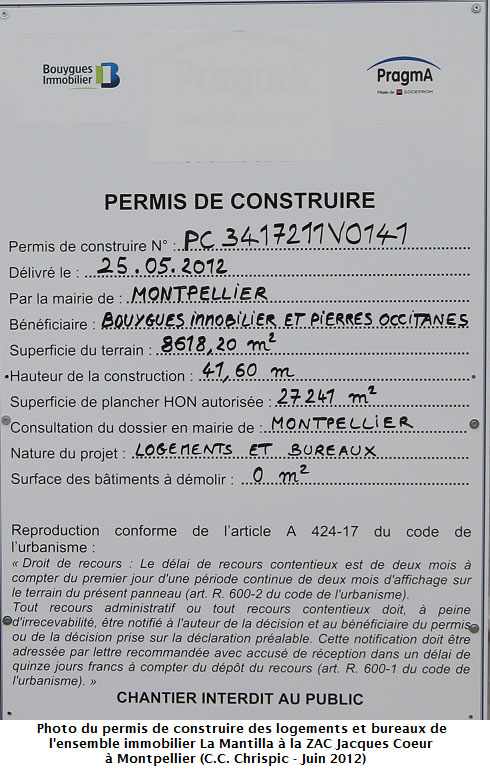 Bouygues
Immobilier
PragmA
PragmA
Filiale de SOGEPROM
PERMIS DE CONSTRUIRE
Permis de construire N° : PC 3417211V0141
Délivré le : 25.05.2012
Par la mairie de : MONTPELLIER
Bénéficiaire : BOUYGUES IMMOBILIER ET PIERRES OCCITANES
Superficie du terrain : 8618,20 m²
Hauteur de la construction : 41,60 m
Superficie de plancher HON autorisée : 27241 m²
Consultation du dossier en mairie de : MONTPELLIER
Nature du projet : LOGEMENTS ET BUREAUX
Surface des bâtiments à démolir : 0 m²
Reproduction conforme de l'article A 424-17 du code de
l'urbanisme :
« Droit de recours : Le délai de recours contentieux est de deux mois à
compter du premier jour d'une période continue de deux mois d'affichage sur
le terrain du présent panneau (art. R. 600-2 du code de l'urbanisme).
Tout recours administratif ou tout recours contentieux doit, à peine
d'irrecevabilité, être notifié à l'auteur de la décision et au bénéficiaire du permis
ou de la décision prise sur la déclaration préalable. Cette notification doit être
adressée par lettre recommandée avec accusé de réception dans un délai de
quinze jours francs à compter du dépôt du recours (art. R. 600-1 du code de
l'urbanisme). »
CHANTIER INTERDIT AU PUBLIC
Photo du permis de construire des logements et bureaux de
l'ensemble immobilier La Mantilla à la ZAC Jacques Coeur
à Montpellier (C.C. Chrispic - Juin 2012)